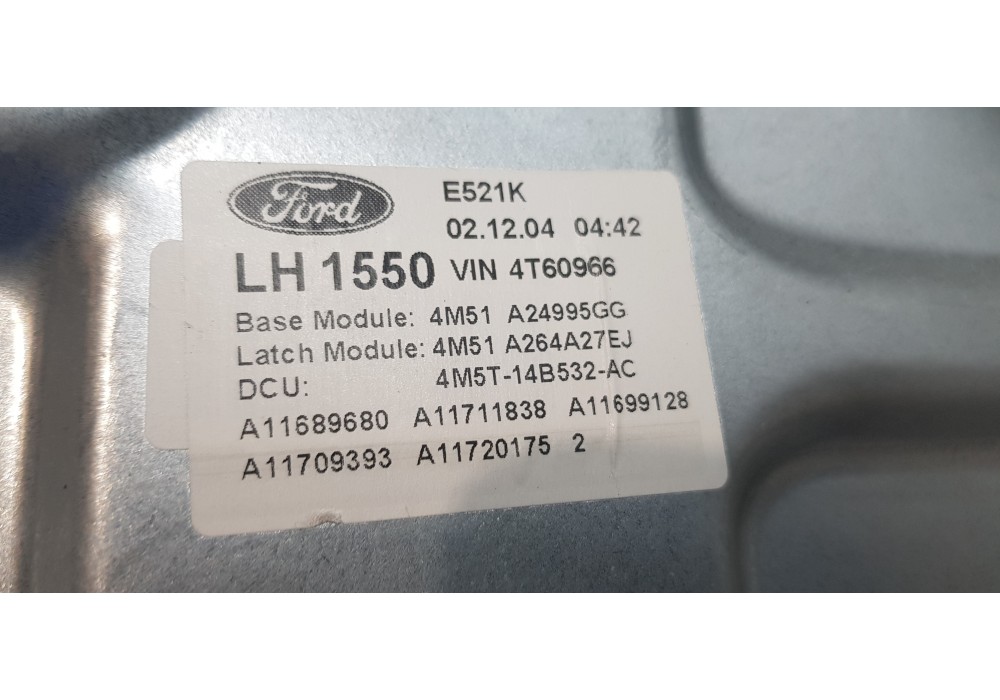 Ford
E521K
02.12.04 04:42
LH 1550 VIN 4T60966
Base Module: 4M51 A24995GG
Latch Module: 4M51 A264A27EJ
DCU: 4M5T-14B532-AC
A11689680 A11711838 A11699128
A11709393 A11720175 2